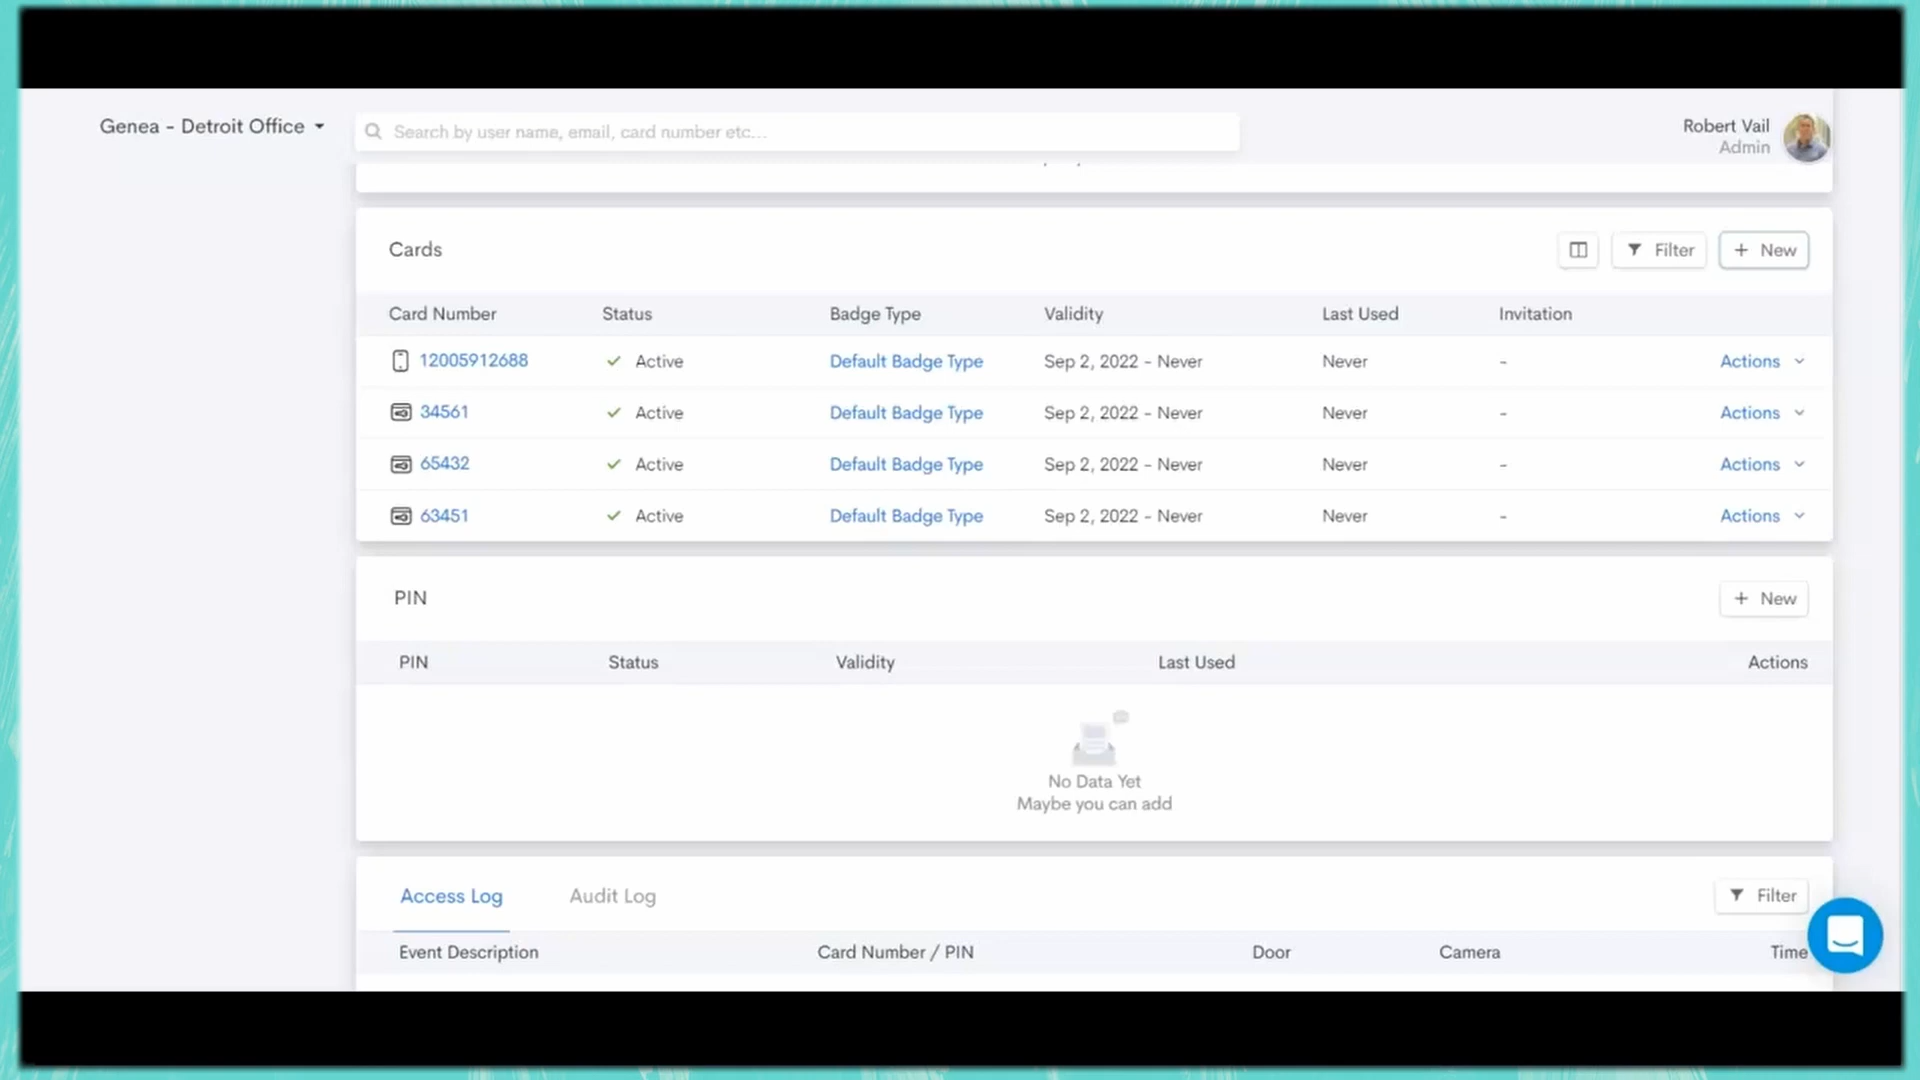 Genea - Detroit Office
Search by user name, email, card number etc...
Robert Vail
Admin
Cards
Filter
+ New
Card Number Status Badge Type Validity Last Used Invitation
12005912688 Active Default Badge Type Sep 2, 2022 - Never Never - Actions
34561 Active Default Badge Type Sep 2, 2022 - Never Never - Actions
65432 Active Default Badge Type Sep 2, 2022 - Never Never - Actions
63451 Active Default Badge Type Sep 2, 2022 - Never Never - Actions
PIN
+ New
PIN Status Validity Last Used Actions
No Data Yet
Maybe you can add
Access Log Audit Log
Filter
Event Description Card Number / PIN Door Camera Time